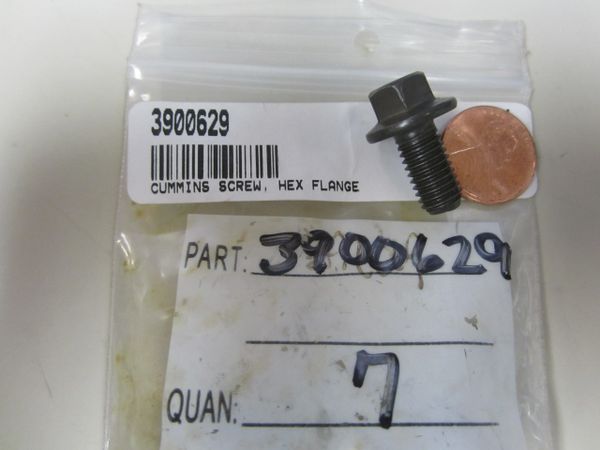 3900629
CUMMINS SCREW, HEX FLANGE
PART: 3900629
QUAN: 7